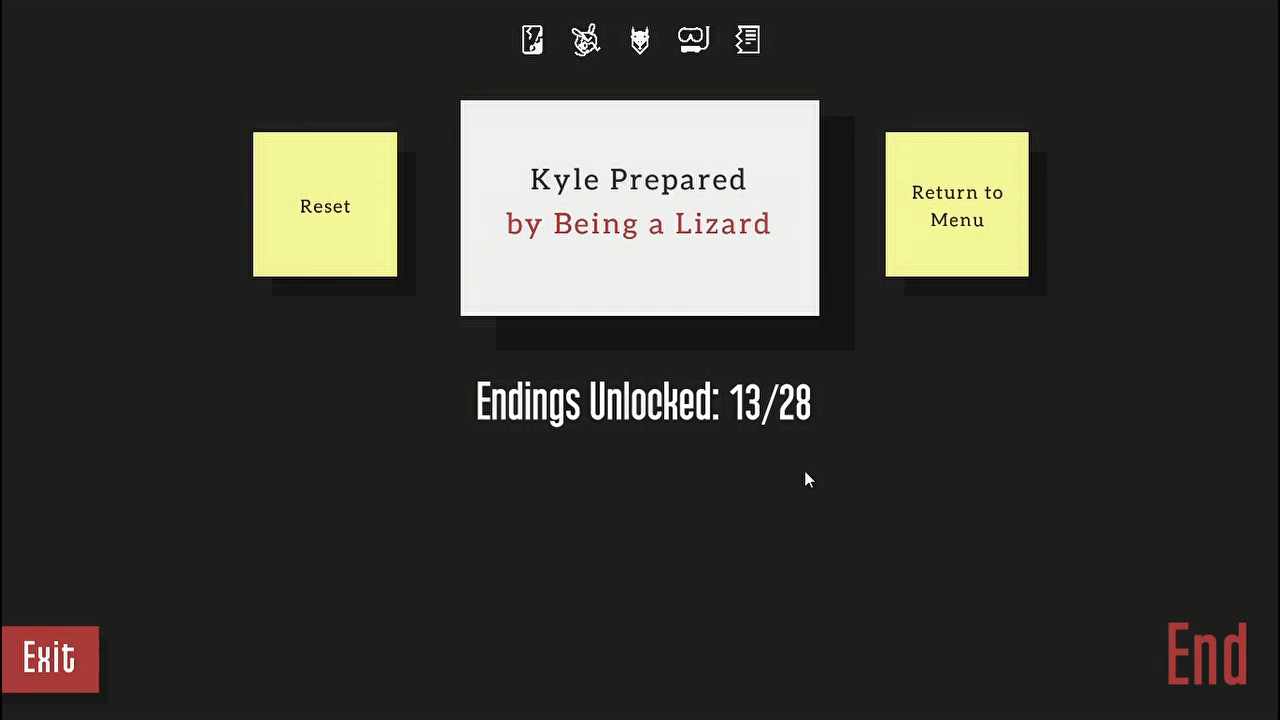 Reset
Kyle Prepared
by Being a Lizard
Return to
Menu
Endings Unlocked: 13/28
Exit
End